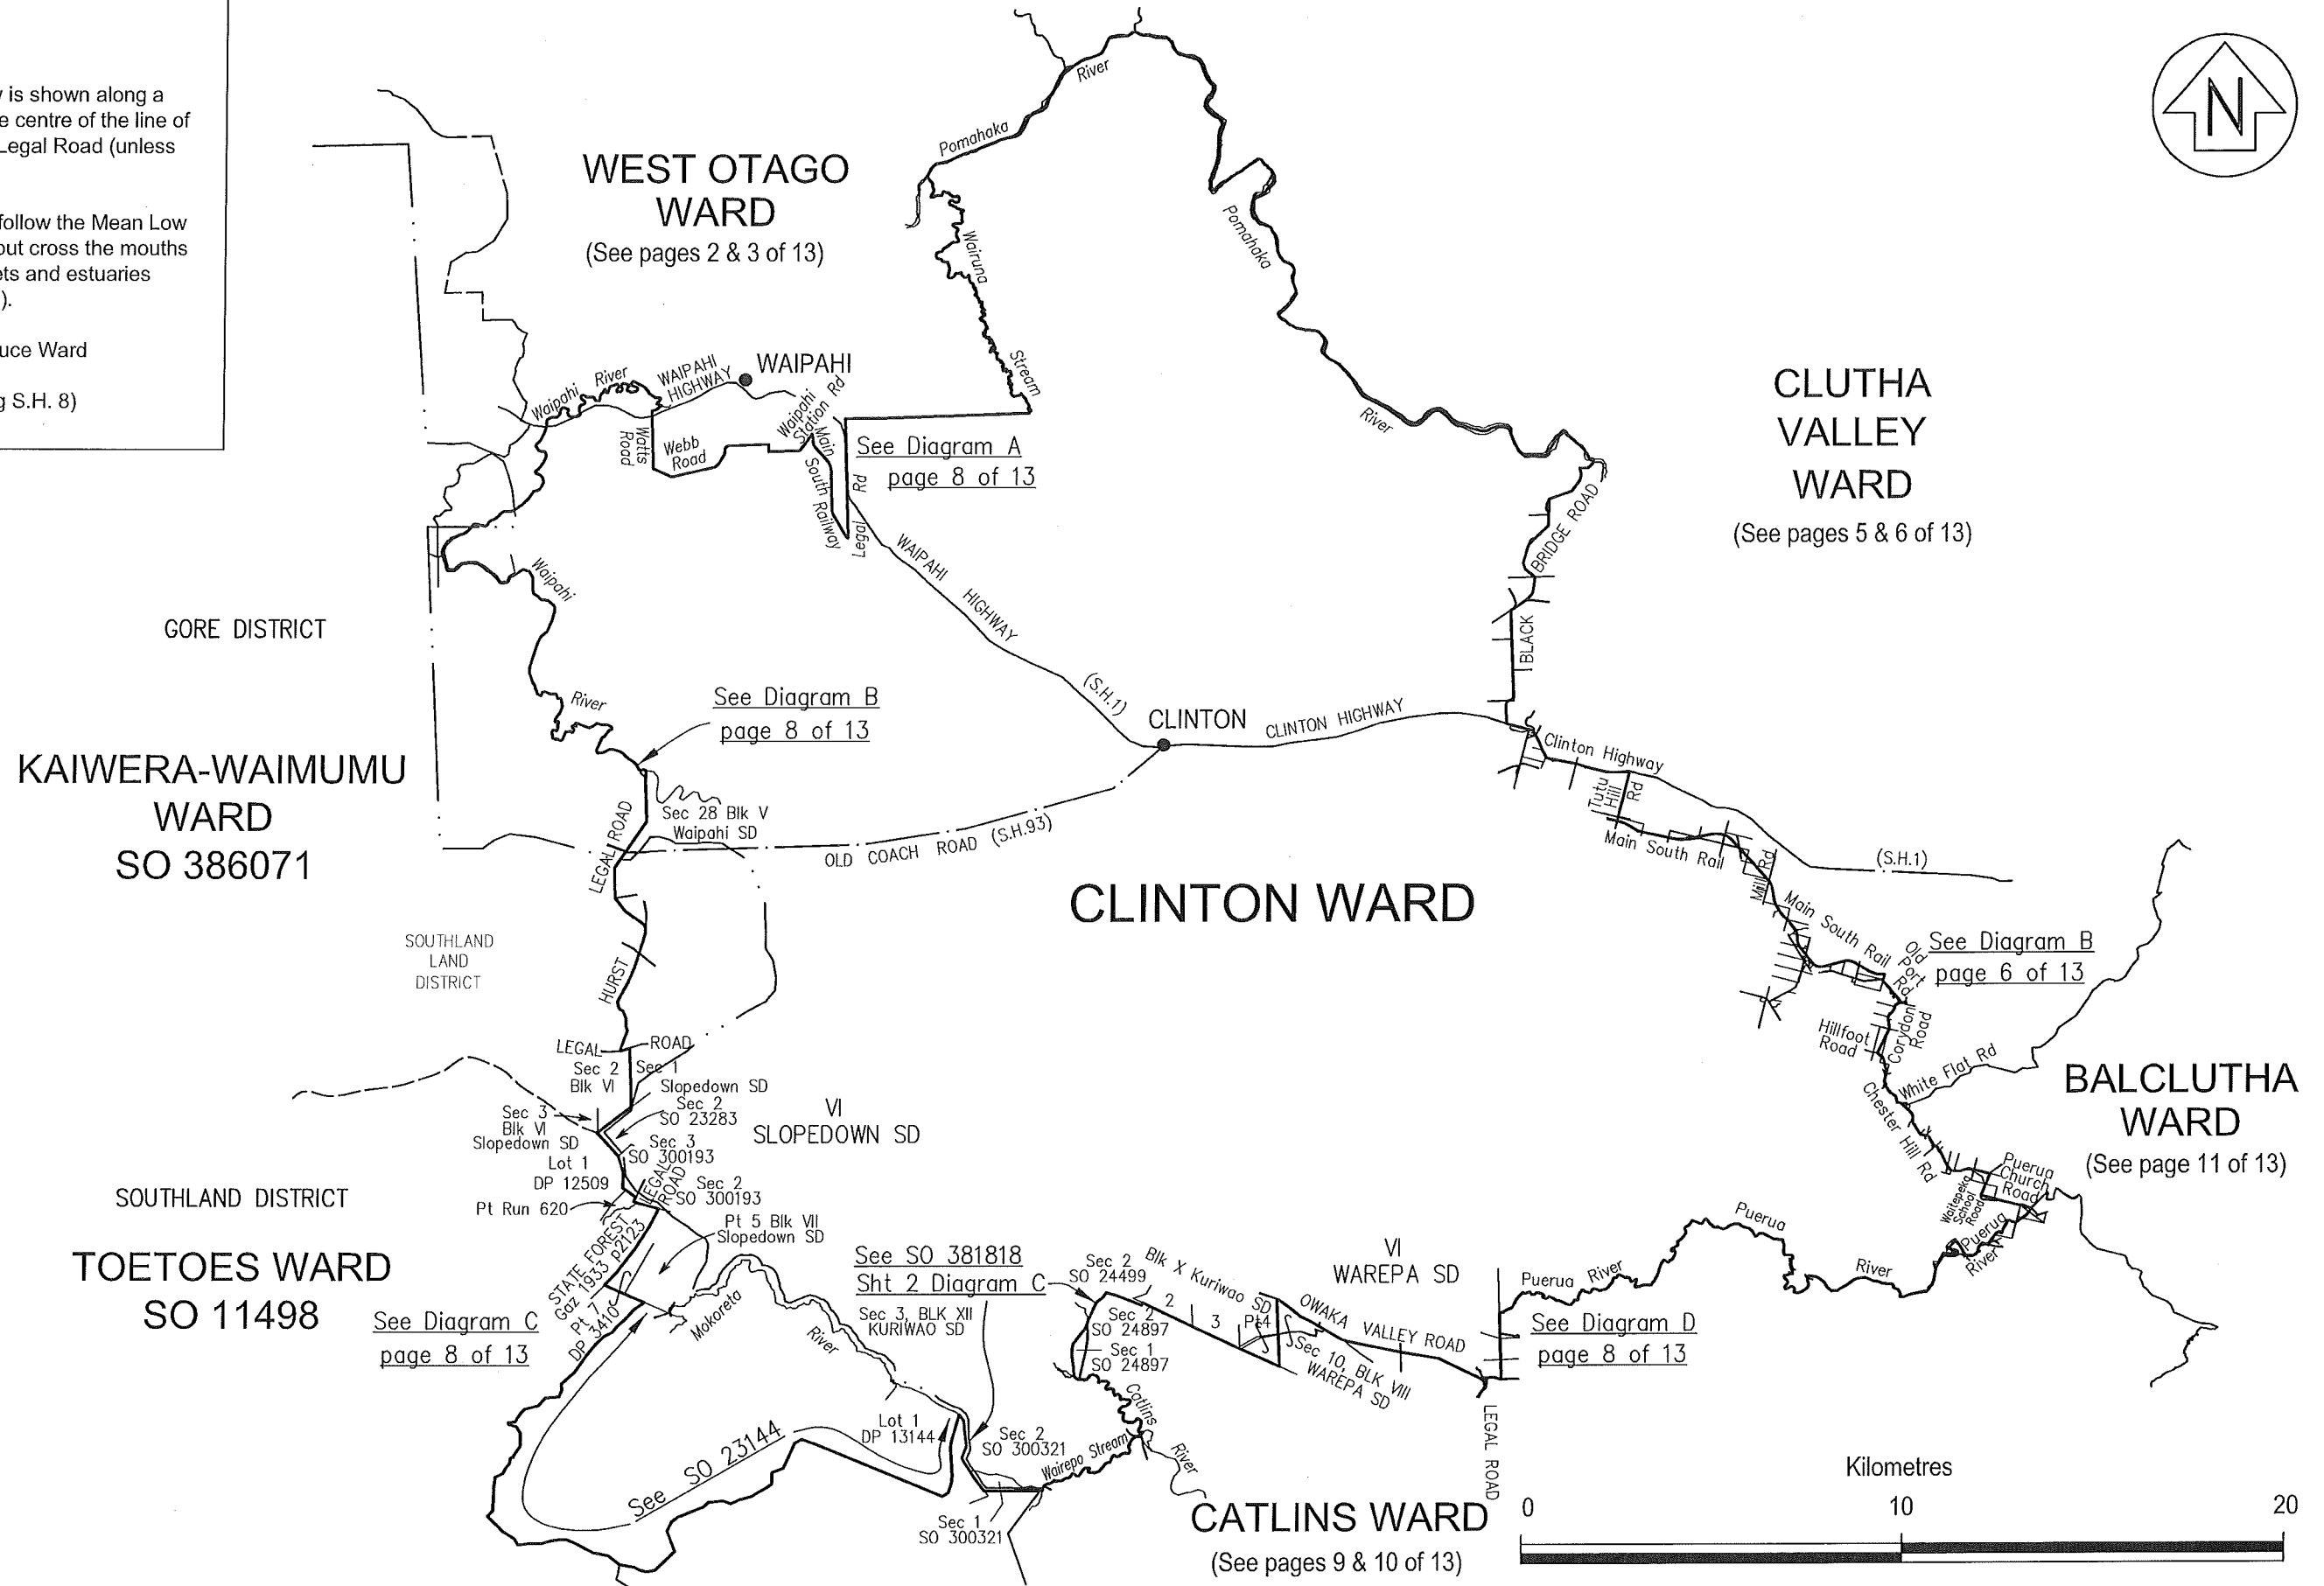 is shown along a
e centre of the line of
Legal Road (unless
follow the Mean Low
out cross the mouths
ets and estuaries
).
uce Ward
g S.H. 8)
N
WEST OTAGO
WARD
(See pages 2 & 3 of 13)
River
Pomahaka
Pomahaka
River
Wairuna
Stream
WAIPAHI
Waipahi
River
WAIPAHI
HIGHWAY
Watts
Road
Webb
Road
Waipahi
Station Rd
Main
South Railway
Legal
Rd
See Diagram A
page 8 of 13
CLUTHA
VALLEY
WARD
(See pages 5 & 6 of 13)
BLACK
BRIDGE ROAD
GORE DISTRICT
Waipahi
River
WAIPAHI
HIGHWAY
(S.H.1)
See Diagram B
page 8 of 13
CLINTON
CLINTON HIGHWAY
Clinton Highway
Tutu
Hill
Rd
Main South Rail
Mill Rd
(S.H.1)
KAIWERA-WAIMUMU
WARD
SO 386071
LEGAL ROAD
Sec 28 Blk V
Waipahi SD
OLD COACH ROAD (S.H.93)
CLINTON WARD
SOUTHLAND
LAND
DISTRICT
HURST
Main South Rail
Old
Port
Rd
See Diagram B
page 6 of 13
Hillfoot
Road
Corydon
Road
White Flat Rd
Chester Hill Rd
BALCLUTHA
WARD
(See page 11 of 13)
Puerua
Church
Road
Waitepeka
School
Road
Puerua
River
LEGAL
ROAD
Sec 2
Blk VI
Sec 1
Slopedown SD
Sec 2
SO 23283
Sec 3
Blk VI
Slopedown SD
Sec 3
SO 300193
Lot 1
DP 12509
LEGAL
ROAD
Sec 2
SO 300193
Pt Run 620
VI
SLOPEDOWN SD
SOUTHLAND DISTRICT
TOETOES WARD
SO 11498
STATE FOREST
Gaz 1933 p2123
Pt 5 Blk VII
Slopedown SD
Pt 7
DP 3410
See Diagram C
page 8 of 13
Mokoreta
River
See SO 381818
Sht 2 Diagram C
Sec 3, BLK XII
KURIWAO SD
Sec 2
SO 24499
Blk X Kuriwao SD
Sec 2
SO 24897
Sec 1
SO 24897
2
3
Pt4
Sec 10, BLK VIII
WAREPA SD
VI
WAREPA SD
OWAKA VALLEY ROAD
Puerua
River
Puerua
River
See Diagram D
page 8 of 13
LEGAL ROAD
Lot 1
DP 13144
See SO 23144
Sec 2
SO 300321
Sec 1
SO 300321
Wairepo Stream
Catlins
River
CATLINS WARD
(See pages 9 & 10 of 13)
Kilometres
0
10
20